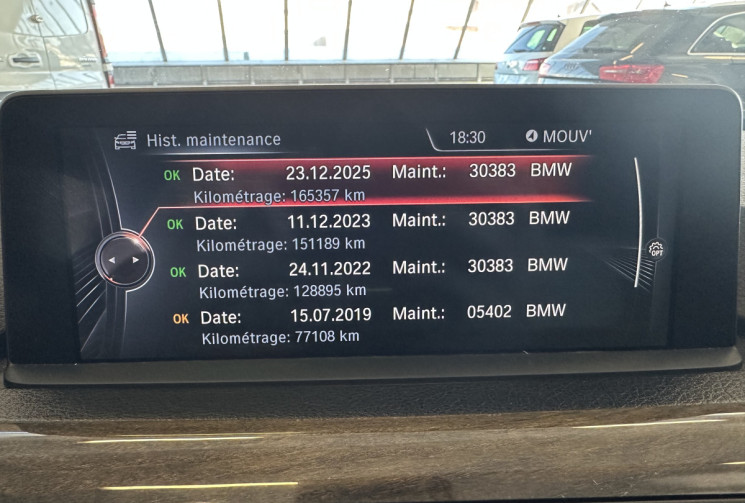 Hist. maintenance 18:30 MOUV'
OK Date: 23.12.2025 Maint.: 30383 BMW
Kilométrage: 165357 km
OK Date: 11.12.2023 Maint.: 30383 BMW
Kilométrage: 151189 km
OPT
OK Date: 24.11.2022 Maint.: 30383 BMW
Kilométrage: 128895 km
OK Date: 15.07.2019 Maint.: 05402 BMW
Kilométrage: 77108 km